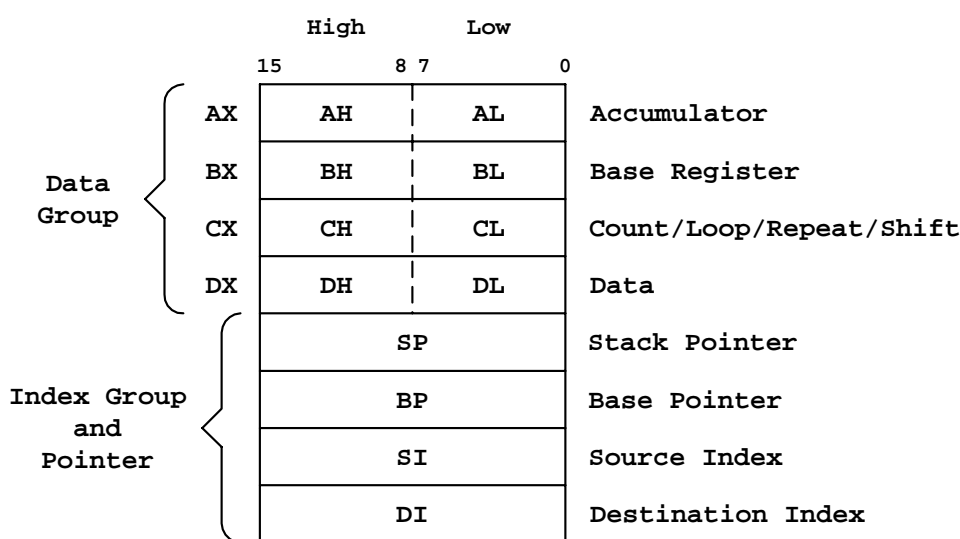 High Low
15 8 7 0
AX AH AL Accumulator
BX BH BL Base Register
Data
Group
CX CH CL Count/Loop/Repeat/Shift
DX DH DL Data
SP Stack Pointer
Index Group
and
Pointer
BP Base Pointer
SI Source Index
DI Destination Index